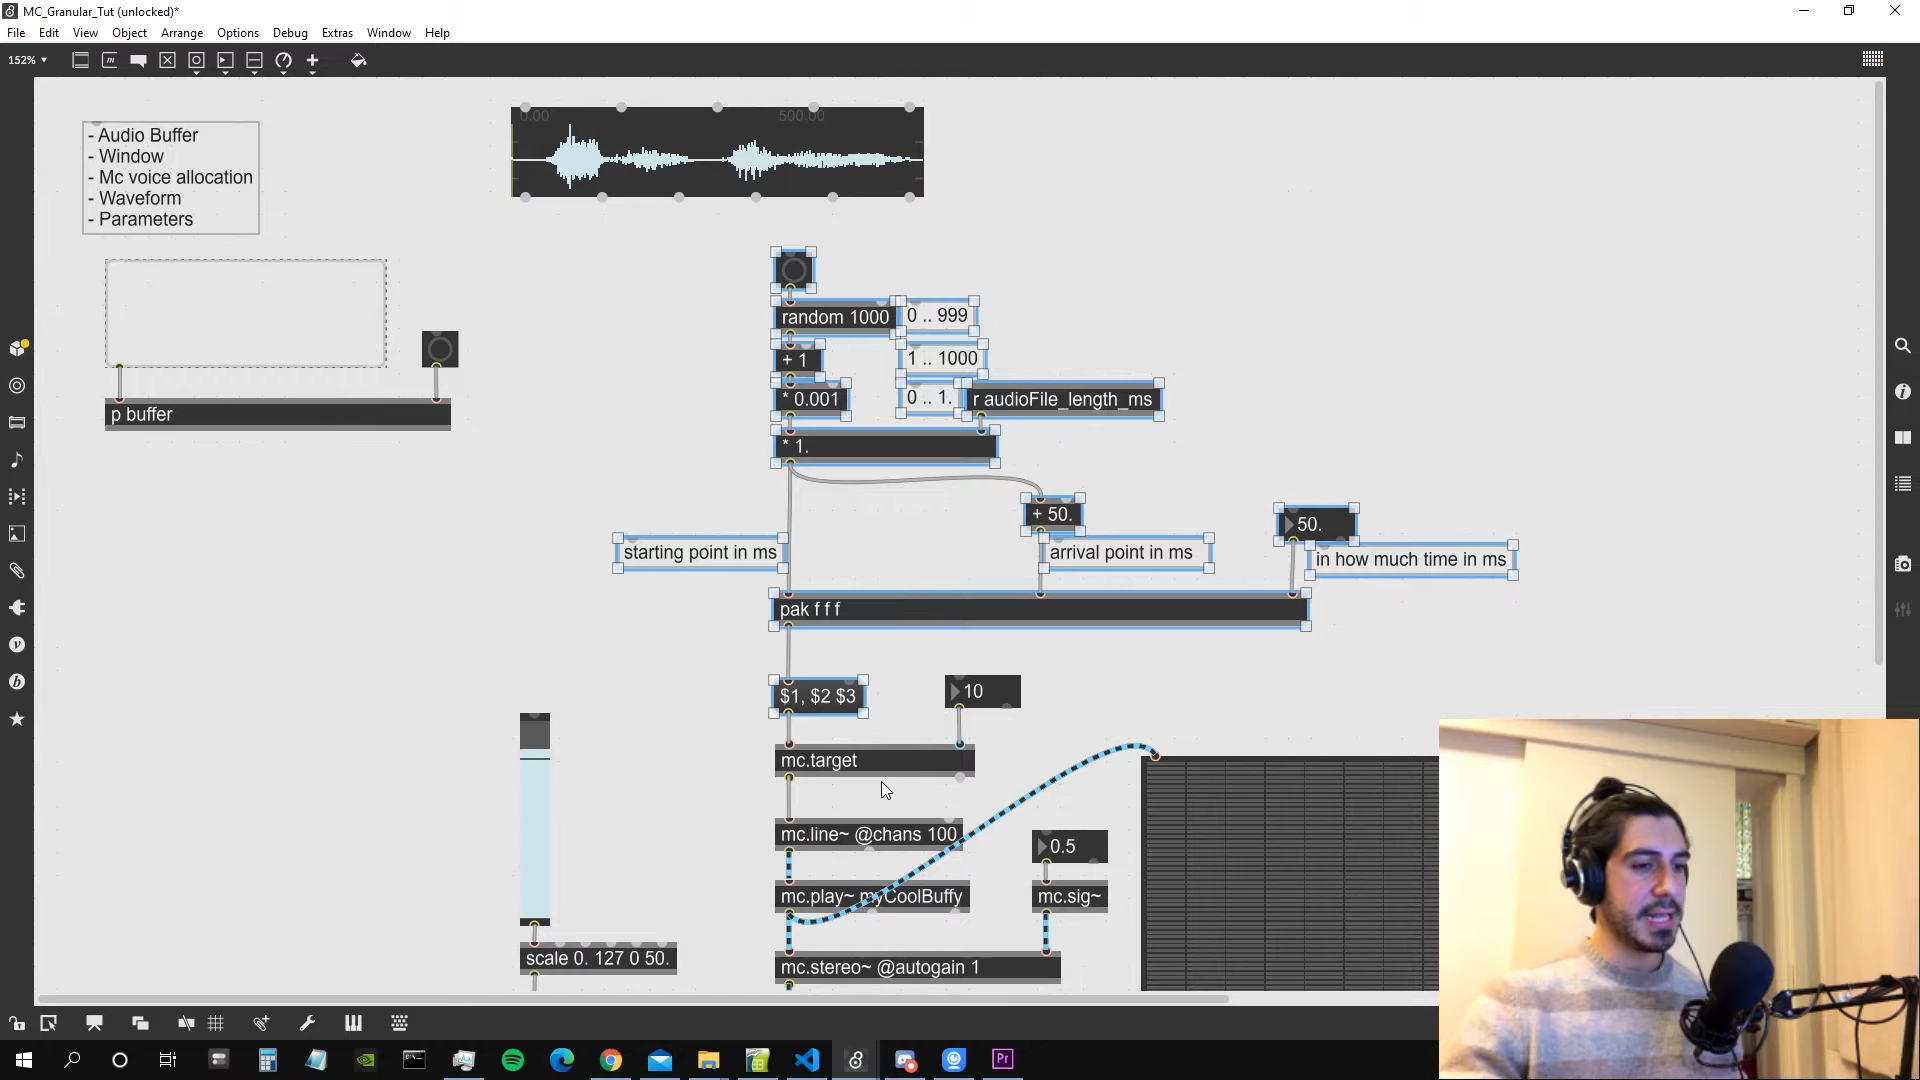 MC_Granular_Tut (unlocked)*
File Edit View Object Arrange Options Debug Extras Window Help
152%
- Audio Buffer
- Window
- Mc voice allocation
- Waveform
- Parameters
0.00 500.00
random 1000 0 .. 999
+ 1 1 .. 1000
* 0.001 0 .. 1. r audioFile_length_ms
p buffer
* 1.
+ 50.
50.
starting point in ms arrival point in ms
in how much time in ms
pak f f f
$1, $2 $3 10
mc.target
mc.line~ @chans 100 0.5
mc.play~ myCoolBuffy mc.sig~
scale 0. 127 0 50. mc.stereo~ @autogain 1
Pr